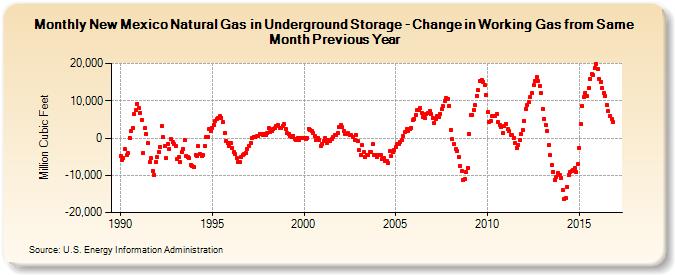 Monthly New Mexico Natural Gas in Underground Storage - Change in Working Gas from Same
Month Previous Year
Million Cubic Feet
20,000
10,000
0
-10,000
-20,000
1990
1995
2000
2005
2010
2015
Source: U.S. Energy Information Administration